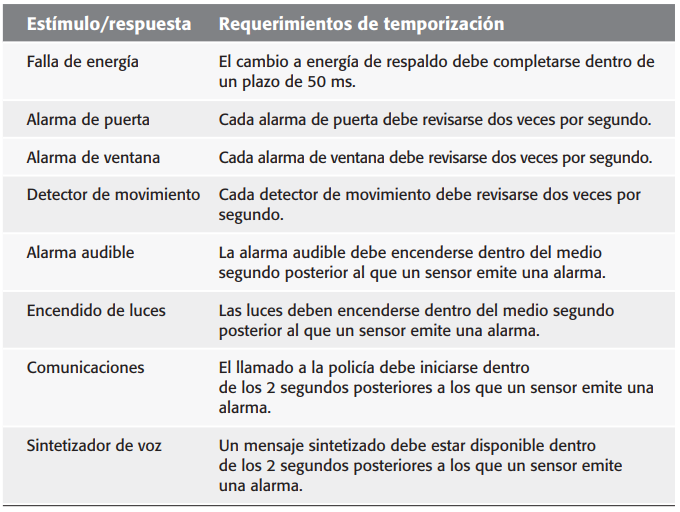 Estímulo/respuesta Requerimientos de temporización
Falla de energía El cambio a energía de respaldo debe completarse dentro de
un plazo de 50 ms.
Alarma de puerta Cada alarma de puerta debe revisarse dos veces por segundo.
Alarma de ventana Cada alarma de ventana debe revisarse dos veces por segundo.
Detector de movimiento Cada detector de movimiento debe revisarse dos veces por
segundo.
Alarma audible La alarma audible debe encenderse dentro del medio
segundo posterior al que un sensor emite una alarma.
Encendido de luces Las luces deben encenderse dentro del medio segundo
posterior al que un sensor emite una alarma.
Comunicaciones El llamado a la policía debe iniciarse dentro
de los 2 segundos posteriores a los que un sensor emite una
alarma.
Sintetizador de voz Un mensaje sintetizado debe estar disponible dentro
de los 2 segundos posteriores a los que un sensor emite
una alarma.